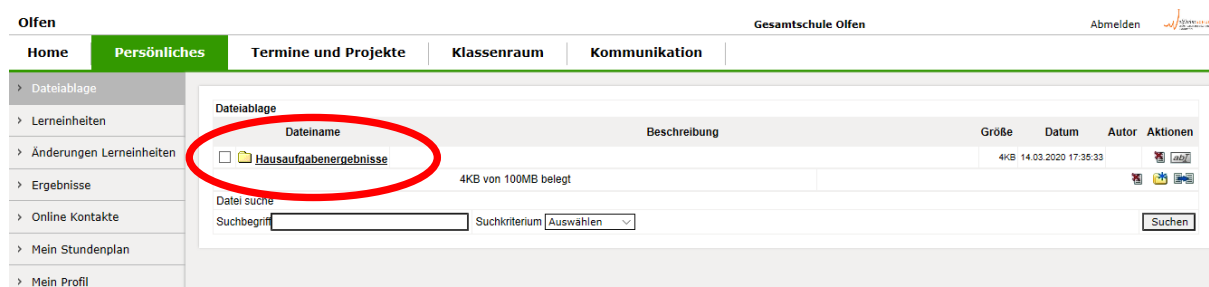 Olfen Gesamtschule Olfen Abmelden
Home Persönliches Termine und Projekte Klassenraum Kommunikation
Dateiablage
Lerneinheiten
Änderungen Lerneinheiten
Ergebnisse
Online Kontakte
Mein Stundenplan
Mein Profil
Dateiablage
Dateiname Beschreibung Größe Datum Autor Aktionen
Hausaufgabenergebnisse 4KB 14.03.2020 17:35:33 abI
4KB von 100MB belegt
Datei suche
Suchbegriff Suchkriterium Auswählen Suchen